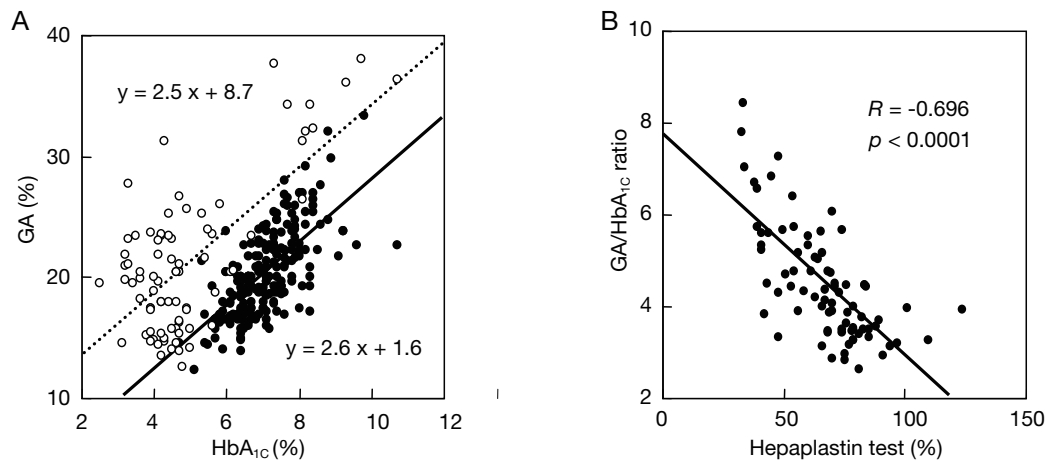 A
40
30
20
10
GA (%)
y = 2.5 x + 8.7
y = 2.6 x + 1.6
2 4 6 8 10 12
HbA1C (%)
B
10
8
6
4
2
GA/HbA1C ratio
R = -0.696
p < 0.0001
0 50 100 150
Hepaplastin test (%)